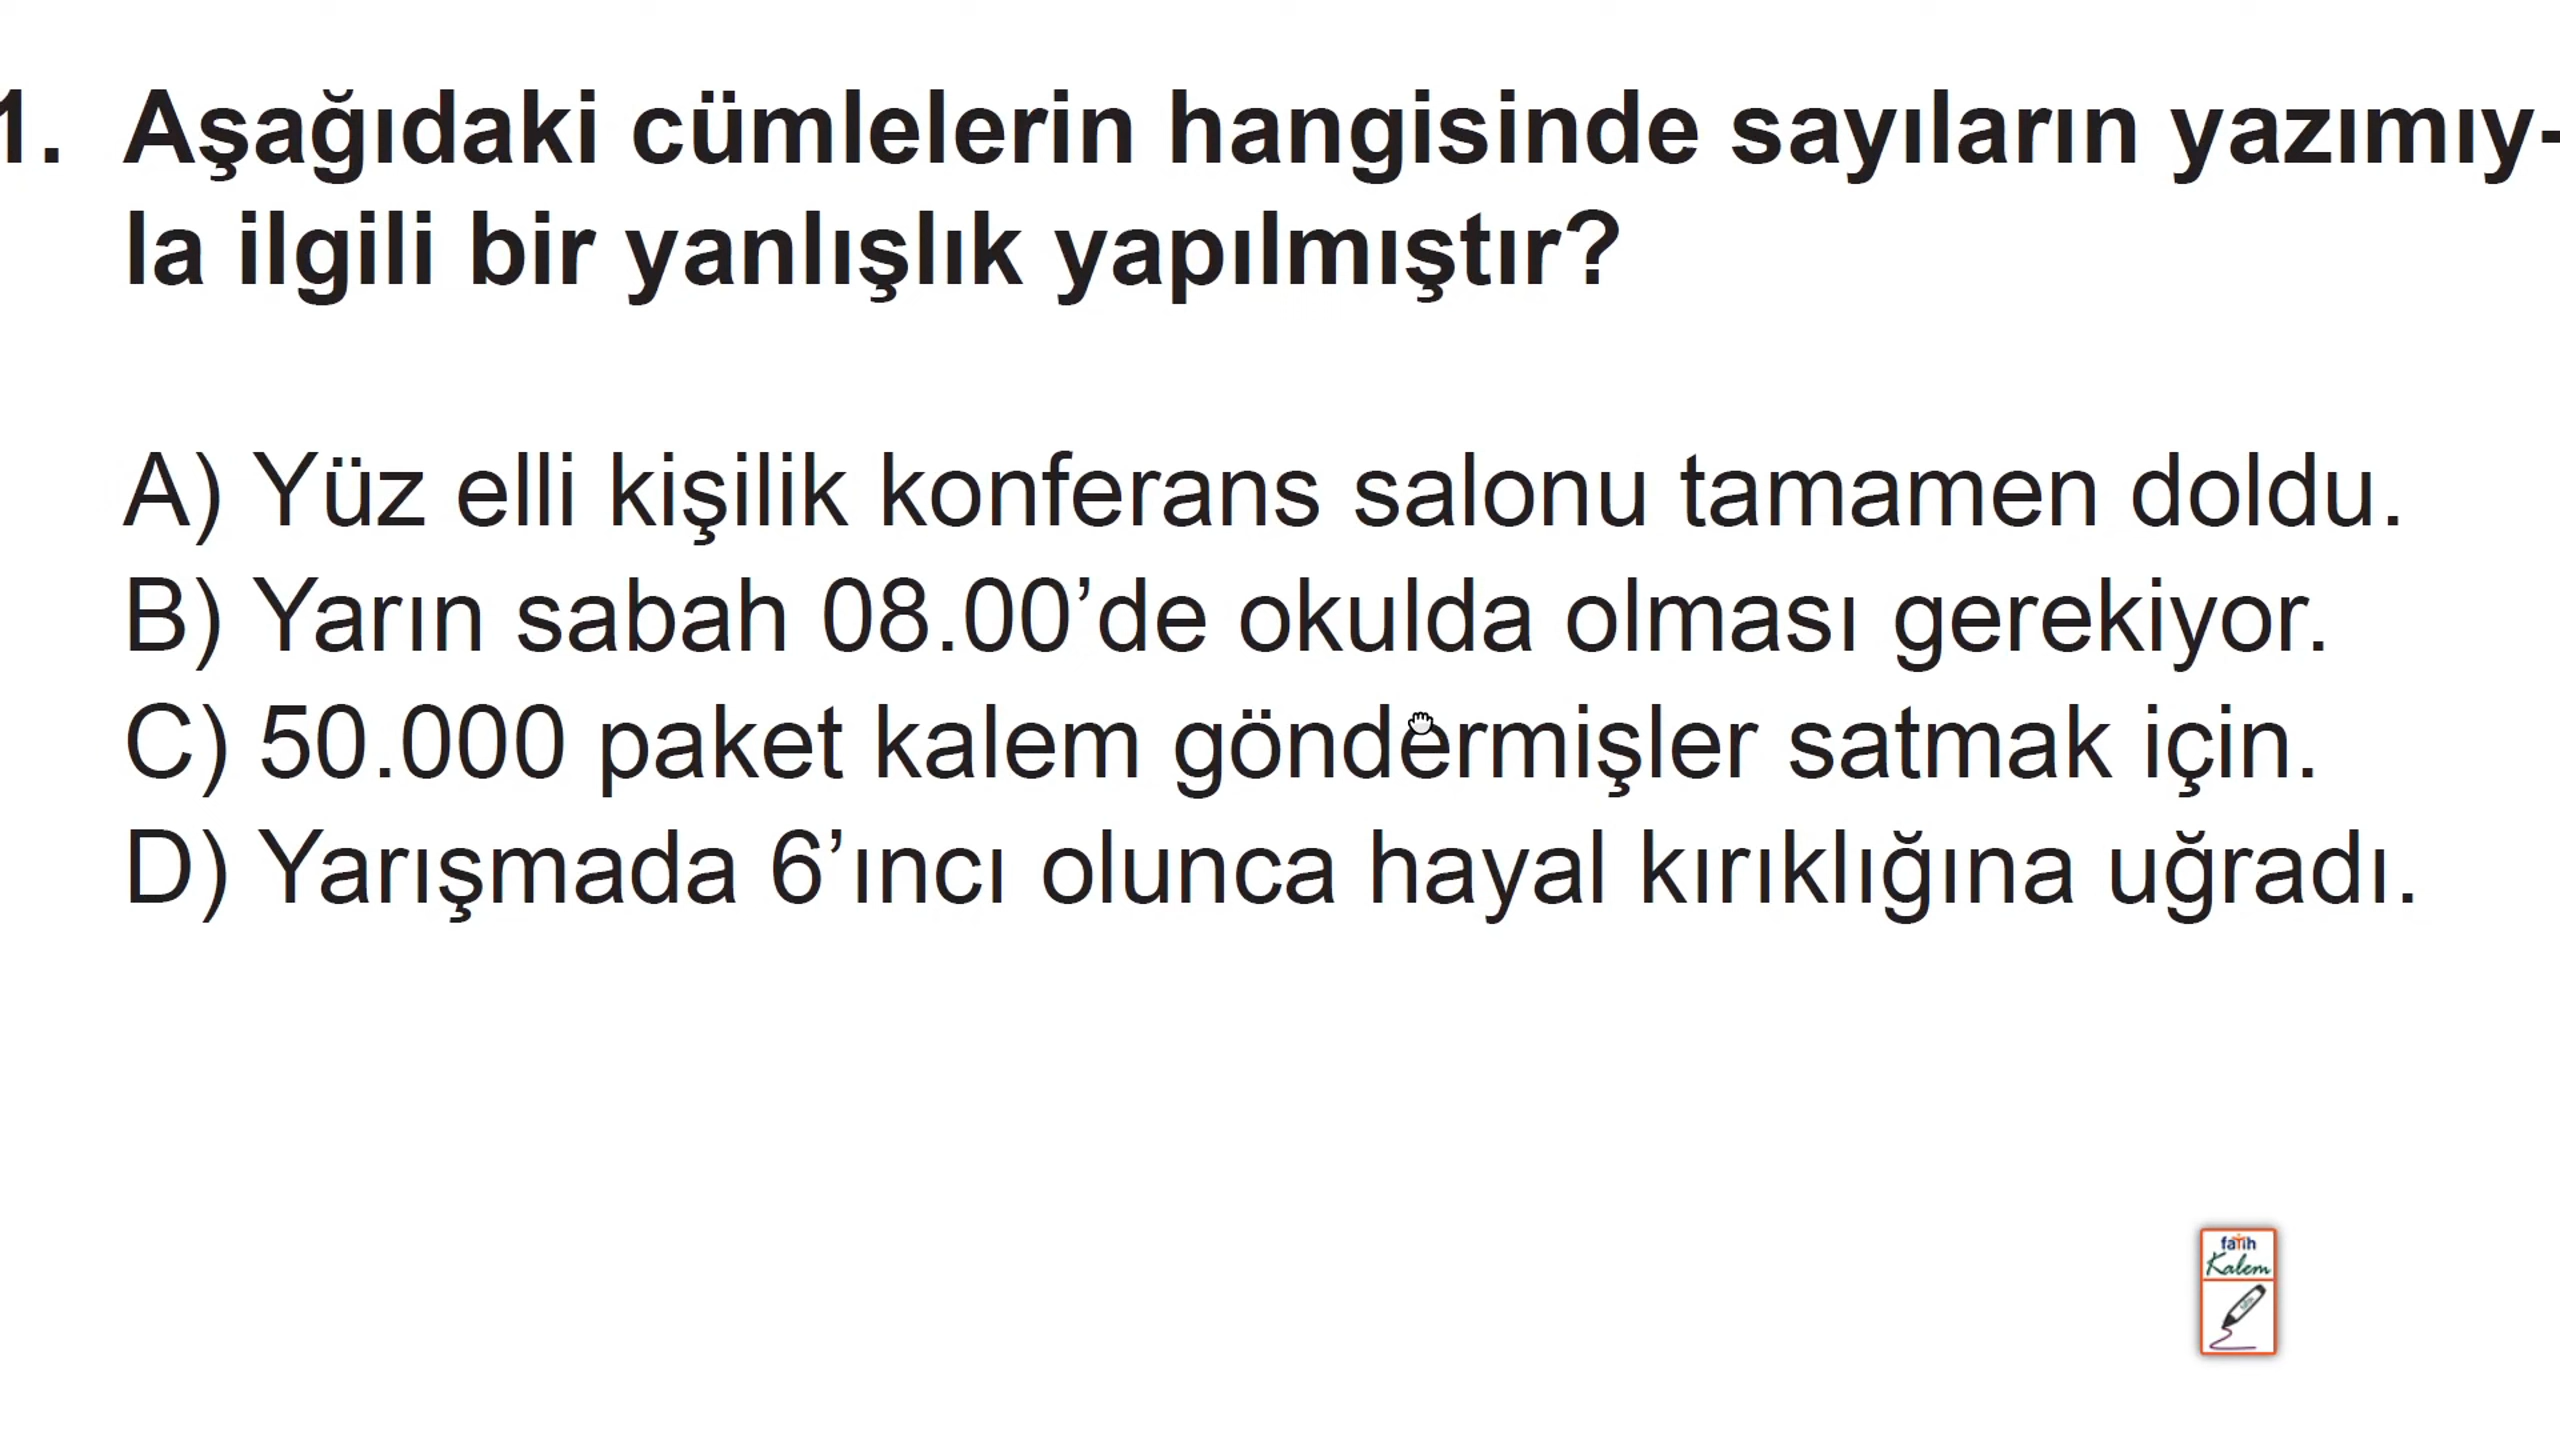 1. Aşağıdaki cümlelerin hangisinde sayıların yazımıy-
la ilgili bir yanlışlık yapılmıştır?
A) Yüz elli kişilik konferans salonu tamamen doldu.
B) Yarın sabah 08.00’de okulda olması gerekiyor.
C) 50.000 paket kalem göndermişler satmak için.
D) Yarışmada 6’ıncı olunca hayal kırıklığına uğradı.
fatih
Kalem